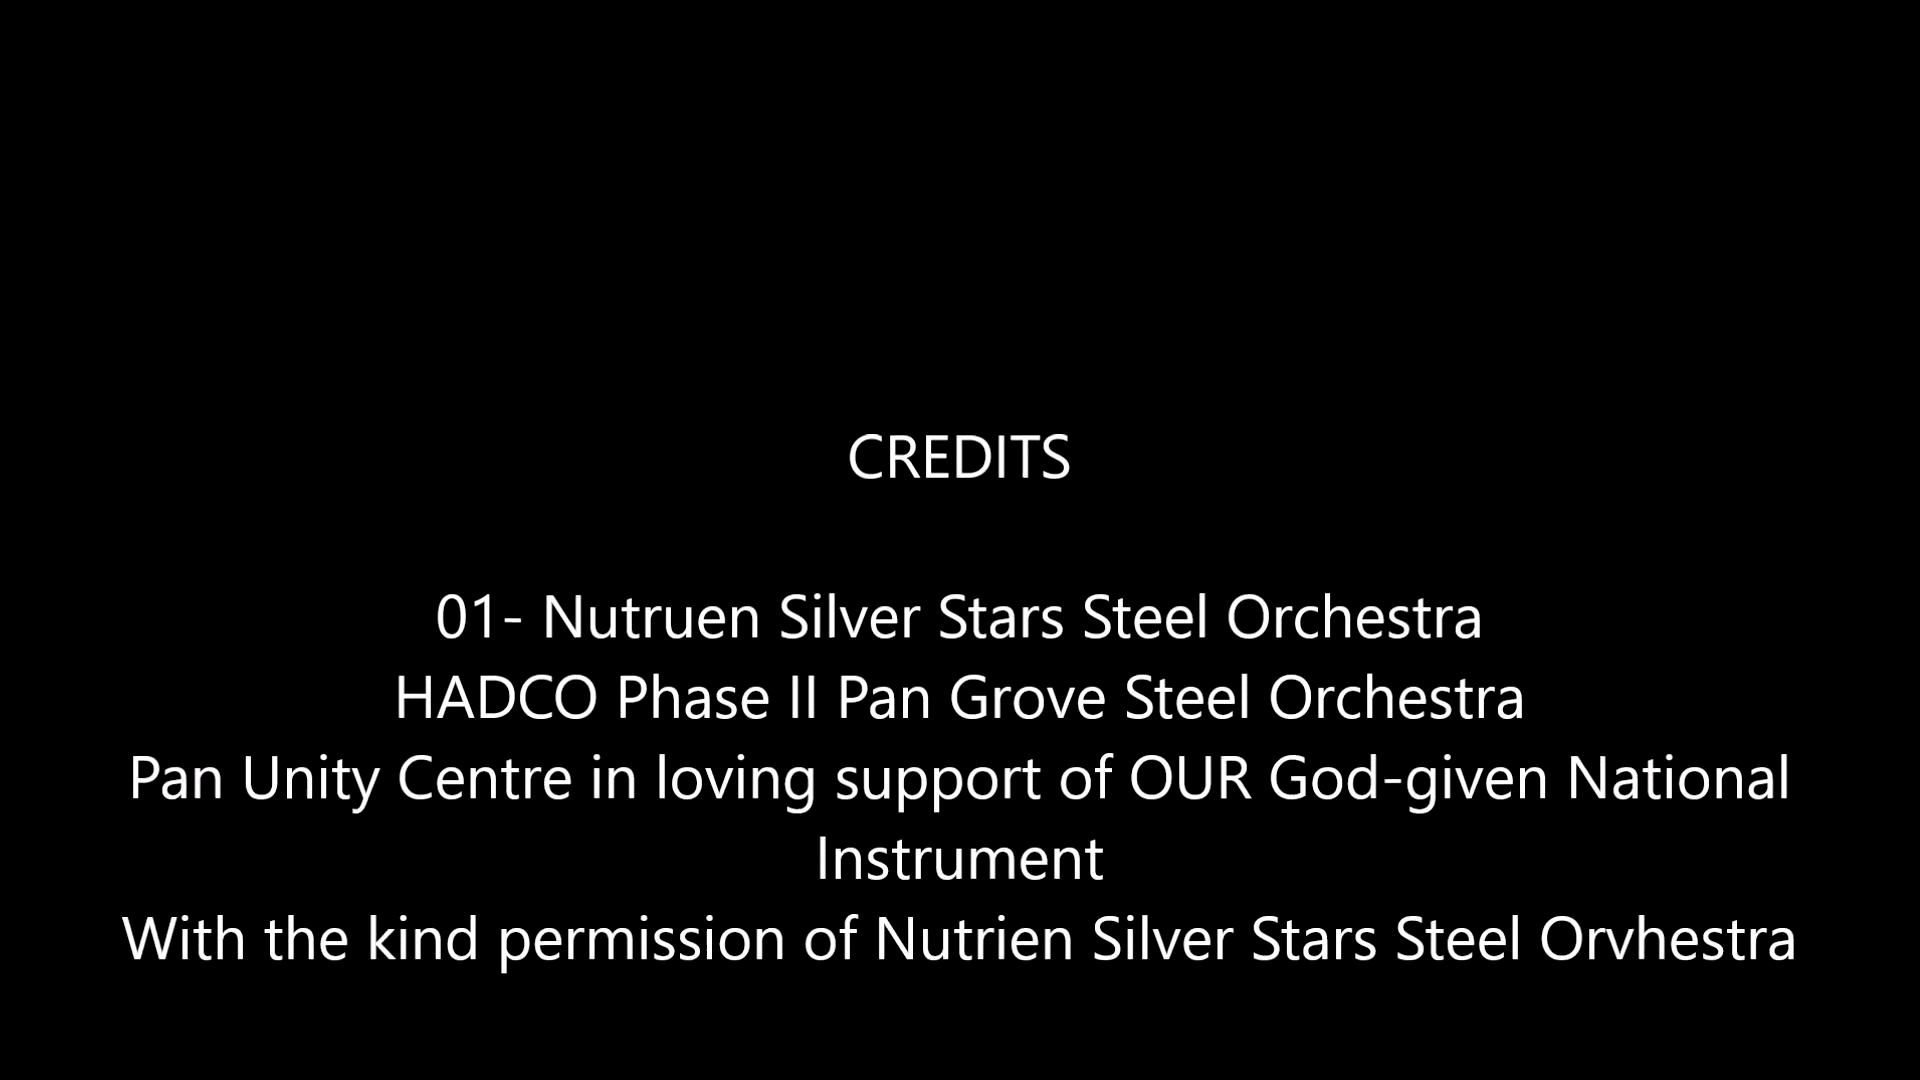 CREDITS
01- Nutruen Silver Stars Steel Orchestra
HADCO Phase II Pan Grove Steel Orchestra
Pan Unity Centre in loving support of OUR God-given National
Instrument
With the kind permission of Nutrien Silver Stars Steel Orvhestra